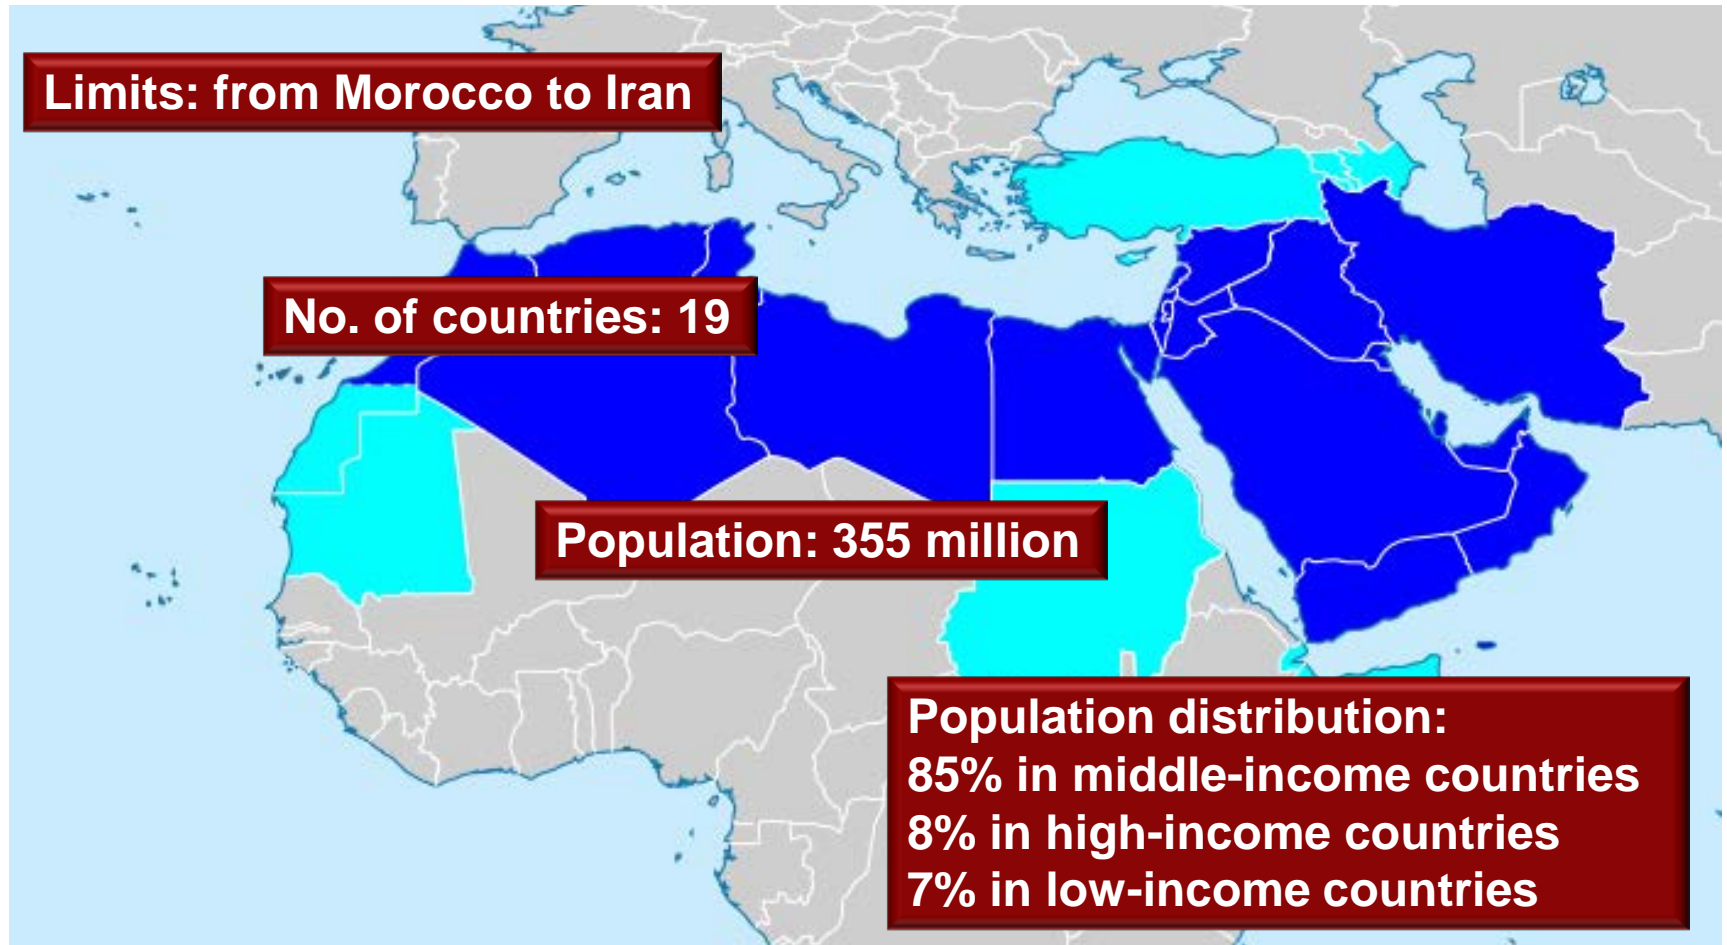 Limits: from Morocco to Iran
No. of countries: 19
Population: 355 million
Population distribution:
85% in middle-income countries
8% in high-income countries
7% in low-income countries